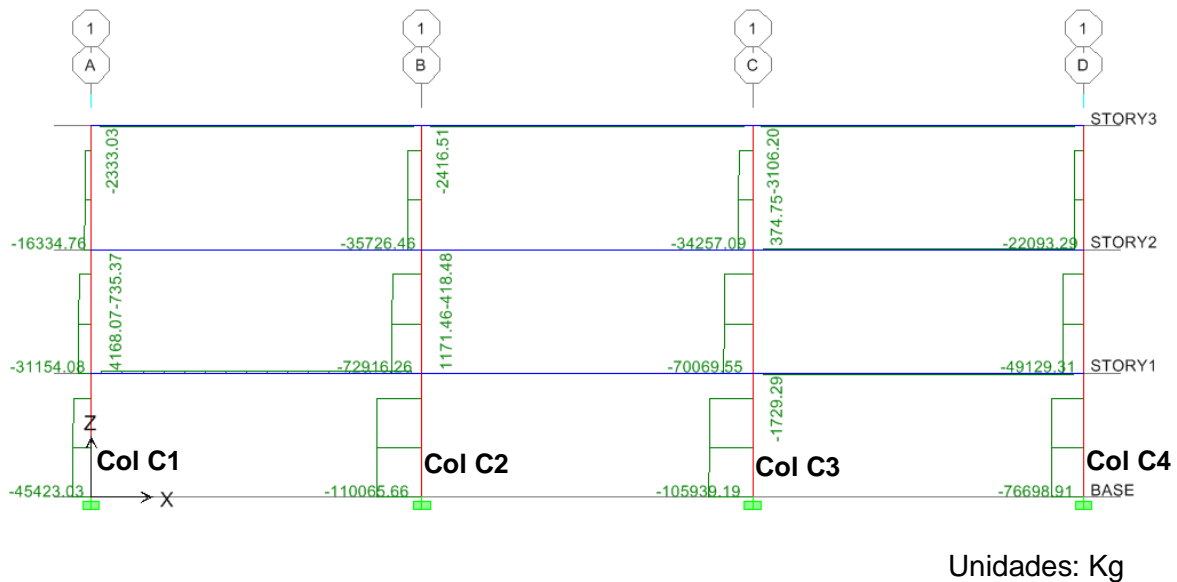 1 1 1 1
A B C D
STORY3
-2333.03 -2416.51 374.75-3106.20
-16334.76 -35726.46 -34257.09 -22093.29 STORY2
4168.07-735.37 1171.46-418.48
-31154.08 -72916.26 -70069.55 -49129.31 STORY1
-1729.29
Z
Col C1 Col C2 Col C3 Col C4
-45423.03 X -110065.66 -105939.19 -76698.91 BASE
Unidades: Kg